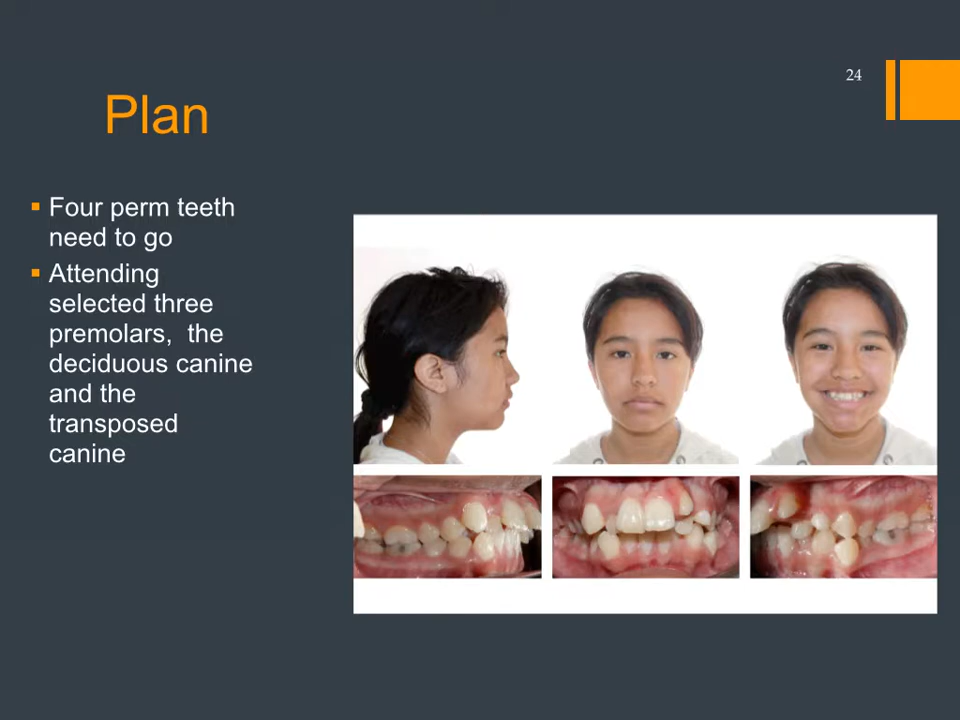 24
Plan
Four perm teeth
need to go
Attending
selected three
premolars, the
deciduous canine
and the
transposed
canine